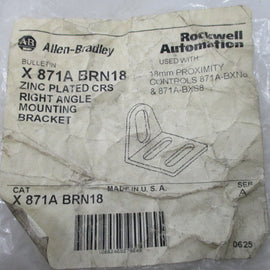 AB Allen-Bradley
Rockwell
Automation
BULLETIN
X 871A BRN18
ZINC PLATED CRS
RIGHT ANGLE
MOUNTING
BRACKET
USED WITH
18mm PROXIMITY
CONTROLS 871A-BXN
& 871A-BXS8
CAT
X 871A BRN18
MADE IN U. S. A.
SER
A
0625